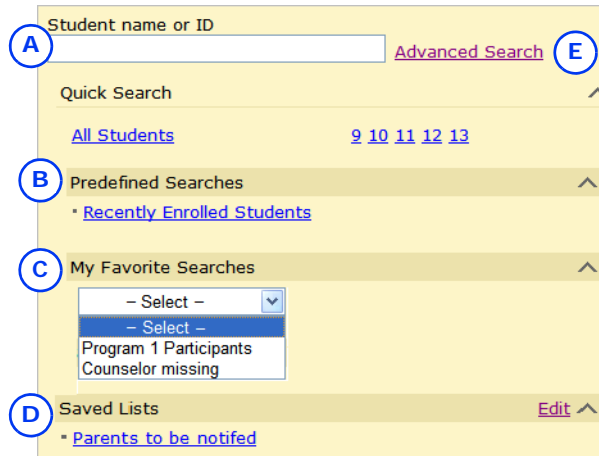 Student name or ID
A
Advanced Search E
Quick Search
All Students 9 10 11 12 13
B Predefined Searches
Recently Enrolled Students
C My Favorite Searches
– Select –
– Select –
Program 1 Participants
Counselor missing
D Saved Lists Edit
Parents to be notifed